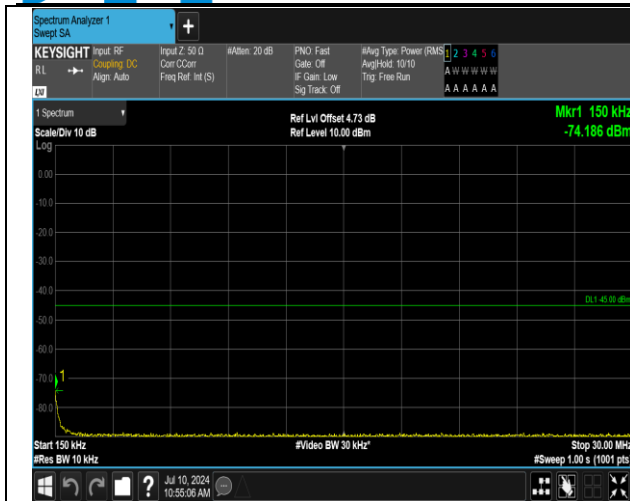 Spectrum Analyzer 1
Swept SA
+
KEYSIGHT
RL
LXI
Input: RF
Coupling: DC
Align: Auto
Input Z: 50 Ω
Corr CCorr
Freq Ref: Int (S)
#Atten: 20 dB
PNO: Fast
Gate: Off
IF Gain: Low
Sig Track: Off
#Avg Type: Power (RMS
Avg|Hold: 10/10
Trig: Free Run
1 2 3 4 5 6
A W W W W W
A A A A A A
1 Spectrum
Scale/Div 10 dB
Log
Ref Lvl Offset 4.73 dB
Ref Level 10.00 dBm
Mkr1 150 kHz
-74.186 dBm
0.00
-10.0
-20.0
-30.0
-40.0
DL1 -45.00 dBm
-50.0
-60.0
-70.0
1
-80.0
Start 150 kHz
#Video BW 30 kHz*
Stop 30.00 MHz
#Res BW 10 kHz
#Sweep 1.00 s (1001 pts)
?
Jul 10, 2024
10:55:06 AM